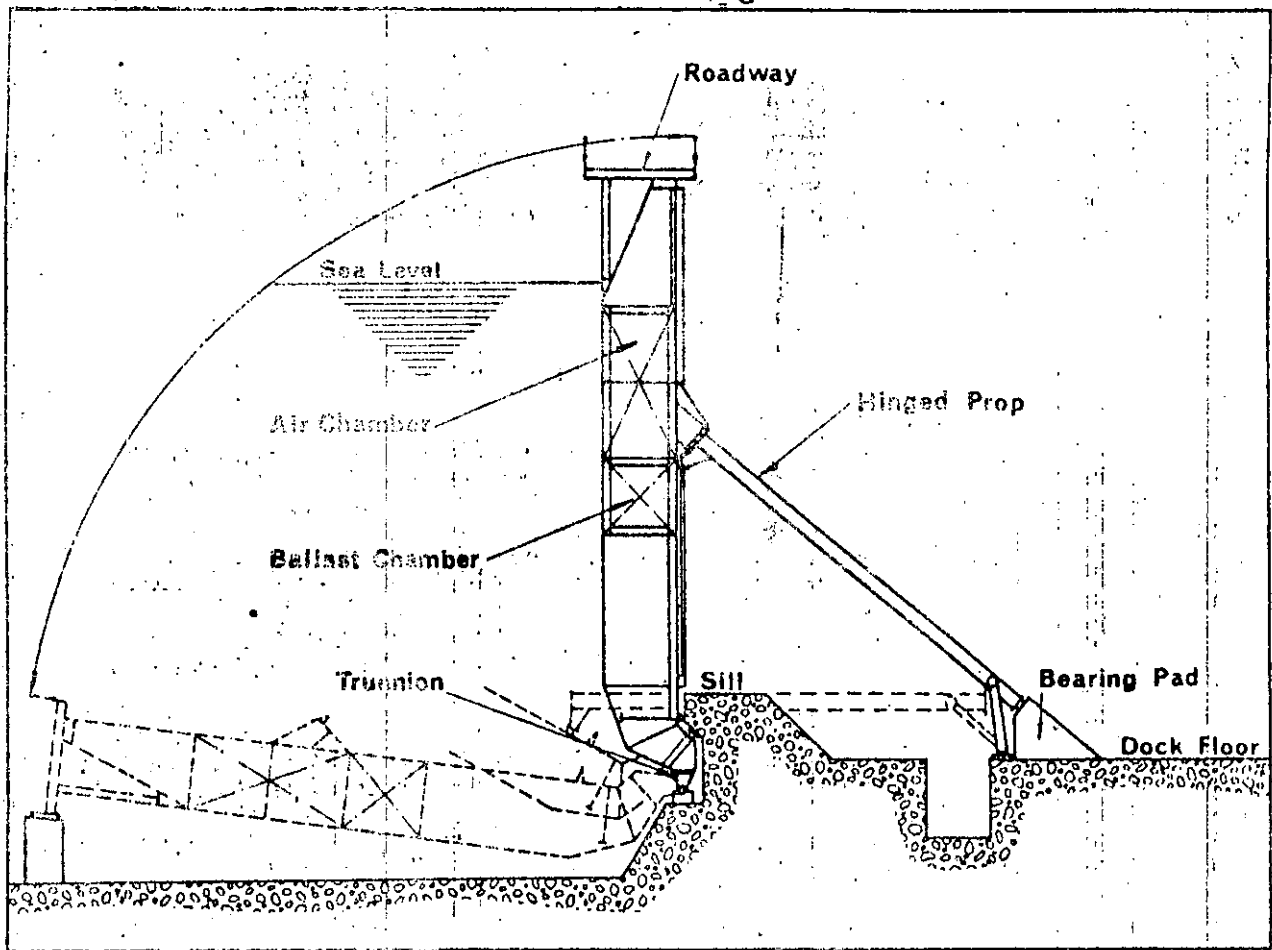 Roadway
Sea Level
Air Chamber
Hinged Prop
Ballast Chamber
Trunnion
Sill
Bearing Pad
Dock Floor